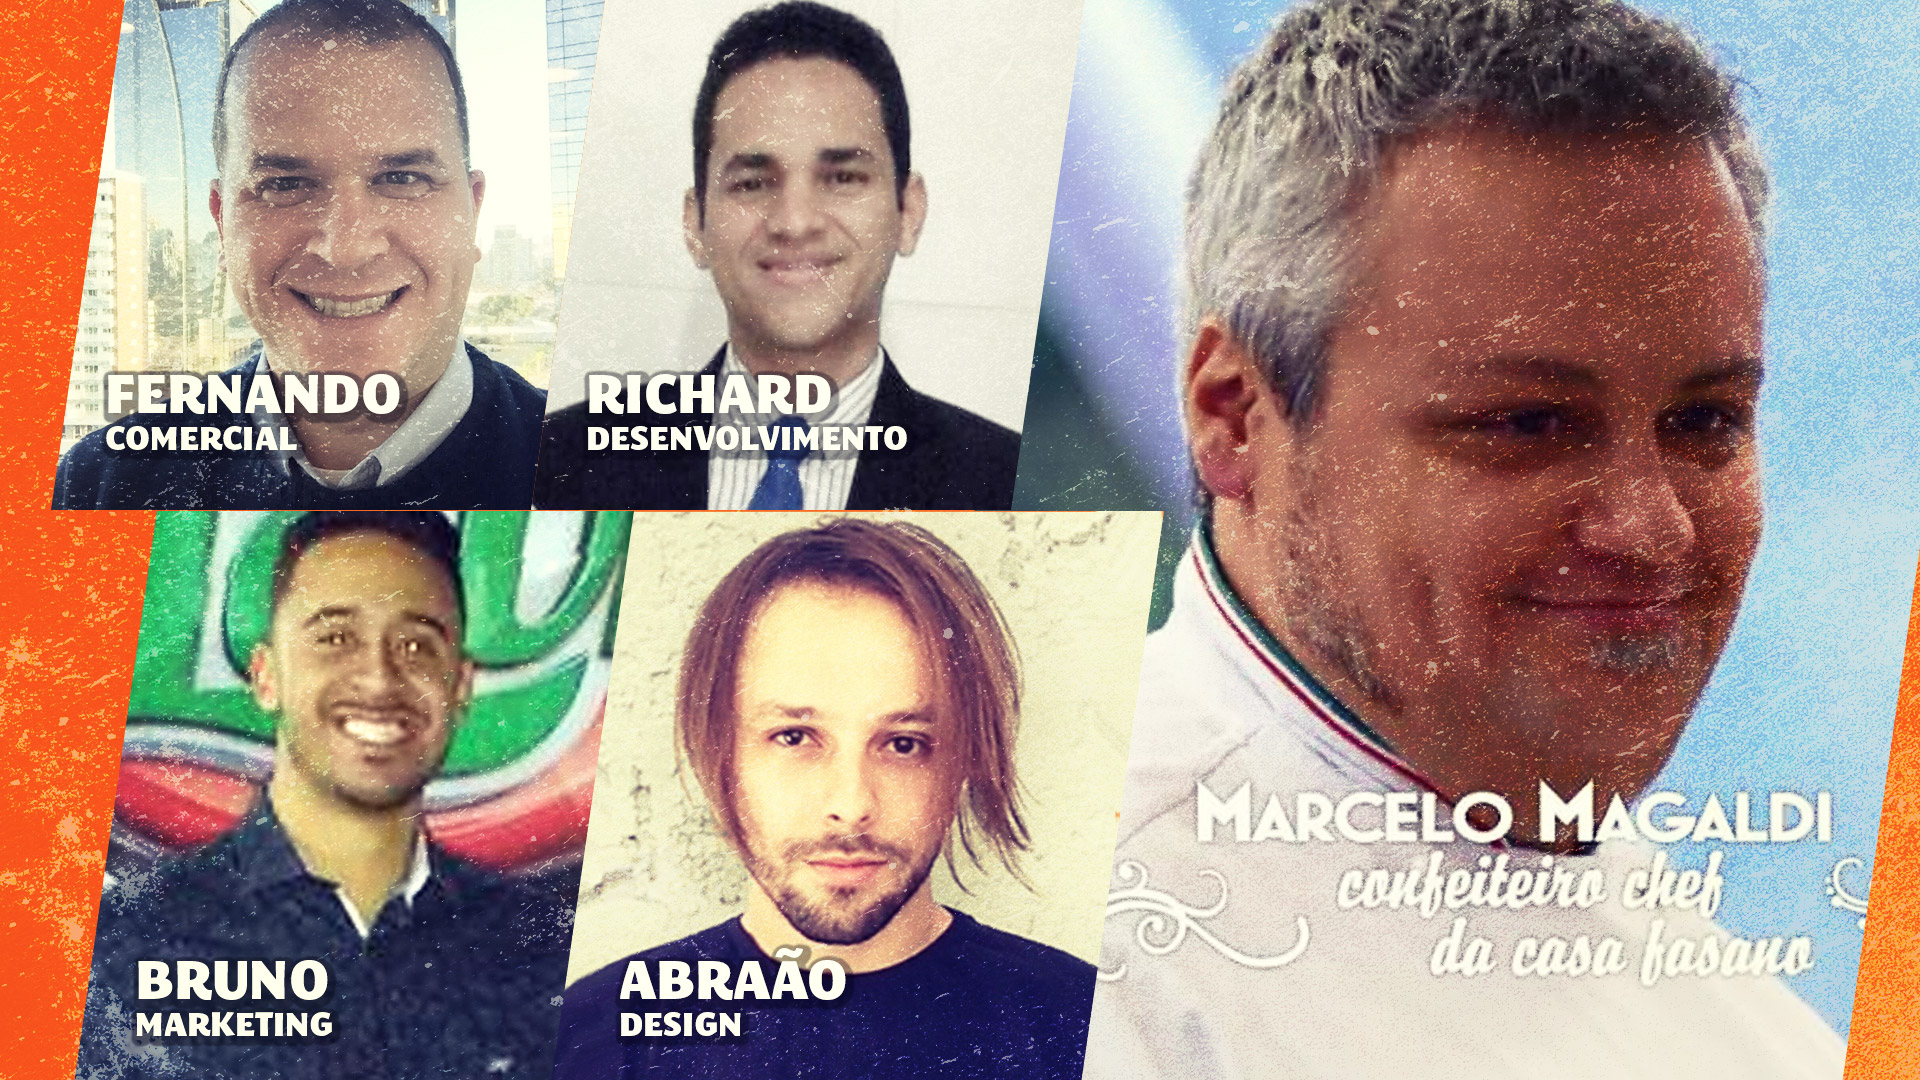 FERNANDO
COMERCIAL
RICHARD
DESENVOLVIMENTO
BRUNO
MARKETING
ABRAÃO
DESIGN
MARCELO MAGALDI
confeiteiro chef
da casa fasano